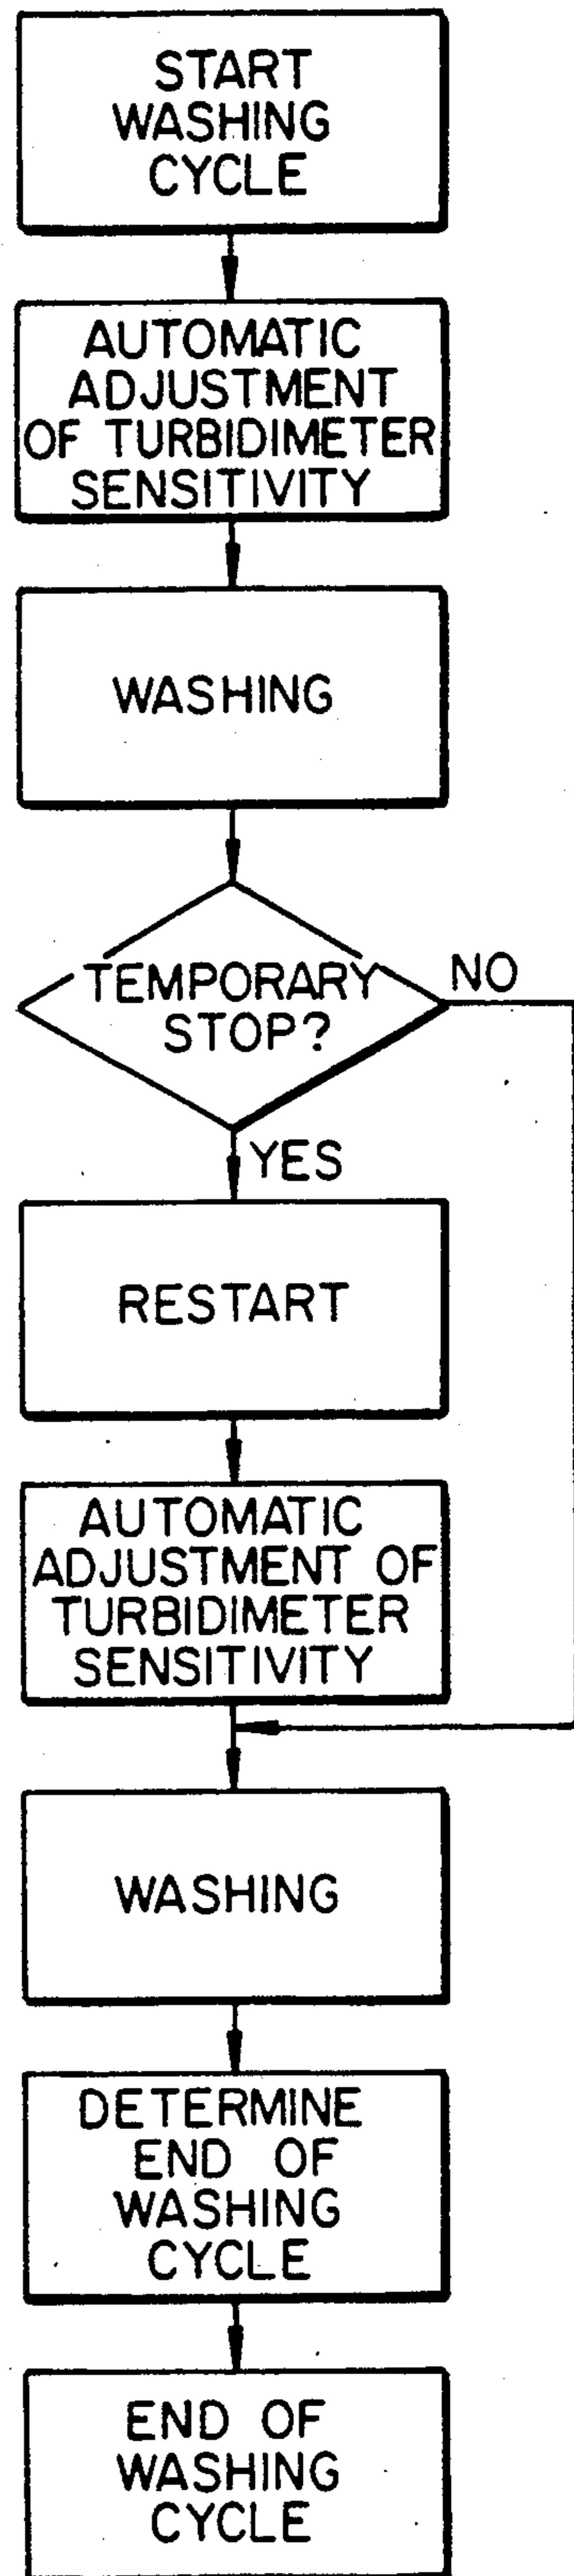 START
WASHING
CYCLE
AUTOMATIC
ADJUSTMENT
OF TURBIDIMETER
SENSITIVITY
WASHING
TEMPORARY
STOP?
NO
YES
RESTART
AUTOMATIC
ADJUSTMENT OF
TURBIDIMETER
SENSITIVITY
WASHING
DETERMINE
END OF
WASHING
CYCLE
END OF
WASHING
CYCLE